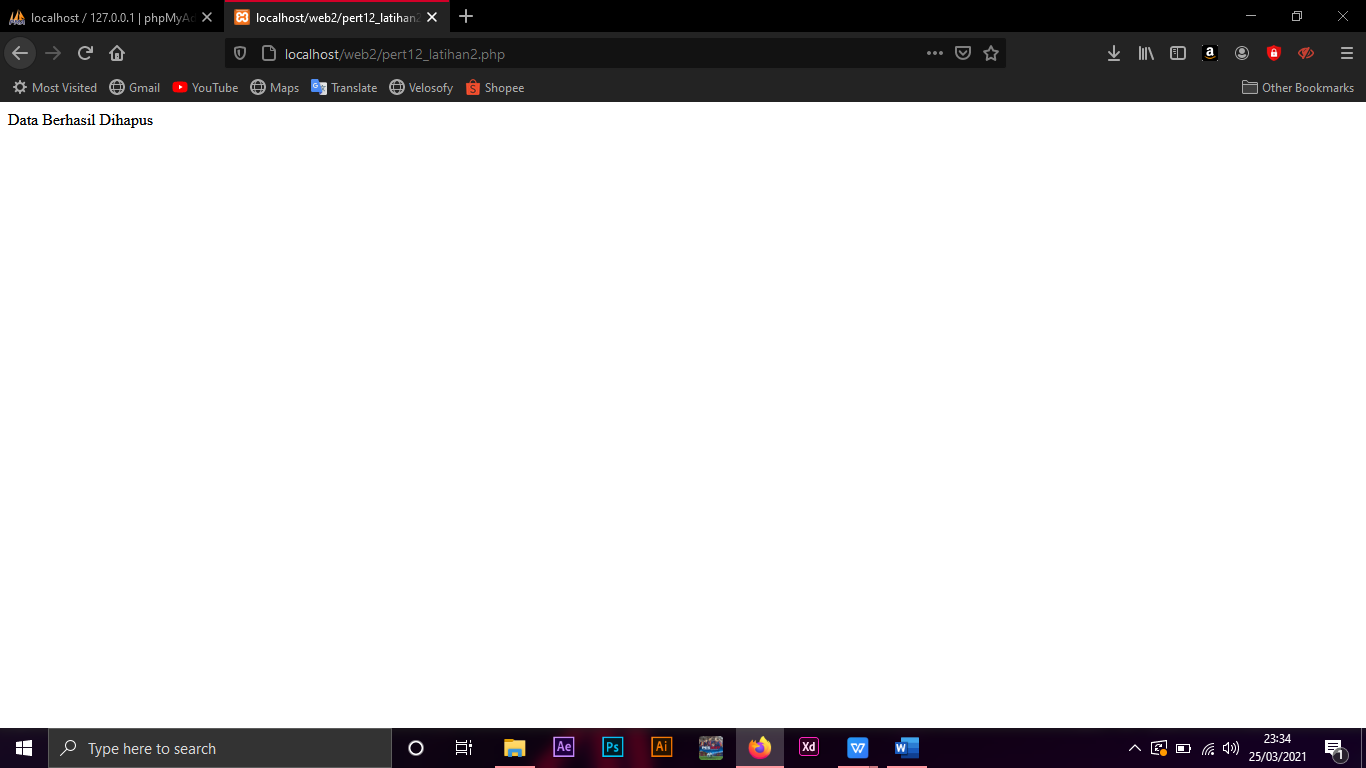 localhost / 127.0.0.1 | phpMyAd
localhost/web2/pert12_latihan2
localhost/web2/pert12_latihan2.php
Most Visited Gmail YouTube Maps Translate Velosofy Shopee Other Bookmarks
Data Berhasil Dihapus
Type here to search
Ae Ps Ai Xd W W
23:34
25/03/2021
1